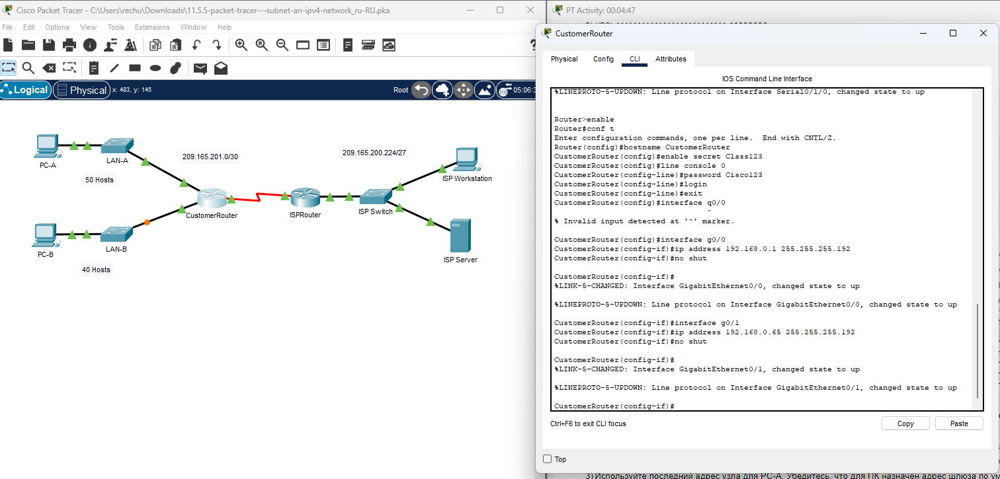 Cisco Packet Tracer - C:\Users\rechu\Downloads\11.5.5-packet-tracer---subnet-an-ipv4-network_ru-RU.pka
File Edit Options View Tools Extensions Window Help
Logical Physical x: 483, y: 145 Root 05:06:3
209.165.201.0/30
209.165.200.224/27
PC-A
LAN-A
50 Hosts
ISP Workstation
CustomerRouter
ISPRouter
ISP Switch
PC-B
LAN-B
40 Hosts
ISP Server
PT Activity: 00:04:47
CustomerRouter
Physical Config CLI Attributes
IOS Command Line Interface
%LINEPROTO-5-UPDOWN: Line protocol on Interface Serial0/1/0, changed state to up
Router>enable
Router#conf t
Enter configuration commands, one per line.  End with CNTL/Z.
Router(config)#hostname CustomerRouter
CustomerRouter(config)#enable secret Class123
CustomerRouter(config)#line console 0
CustomerRouter(config-line)#password Cisco123
CustomerRouter(config-line)#login
CustomerRouter(config-line)#exit
CustomerRouter(config)#interface q0/0
^
% Invalid input detected at '^' marker.
CustomerRouter(config)#interface g0/0
CustomerRouter(config-if)#ip address 192.168.0.1 255.255.255.192
CustomerRouter(config-if)#no shut
CustomerRouter(config-if)#
%LINK-5-CHANGED: Interface GigabitEthernet0/0, changed state to up
%LINEPROTO-5-UPDOWN: Line protocol on Interface GigabitEthernet0/0, changed state to up
CustomerRouter(config-if)#interface g0/1
CustomerRouter(config-if)#ip address 192.168.0.65 255.255.255.192
CustomerRouter(config-if)#no shut
CustomerRouter(config-if)#
%LINK-5-CHANGED: Interface GigabitEthernet0/1, changed state to up
%LINEPROTO-5-UPDOWN: Line protocol on Interface GigabitEthernet0/1, changed state to up
CustomerRouter(config-if)#
Ctrl+F6 to exit CLI focus
Copy
Paste
Top
3) Используйте последний адрес узла для PC-A. Убедитесь, что для ПК назначен адрес шлюза по ум